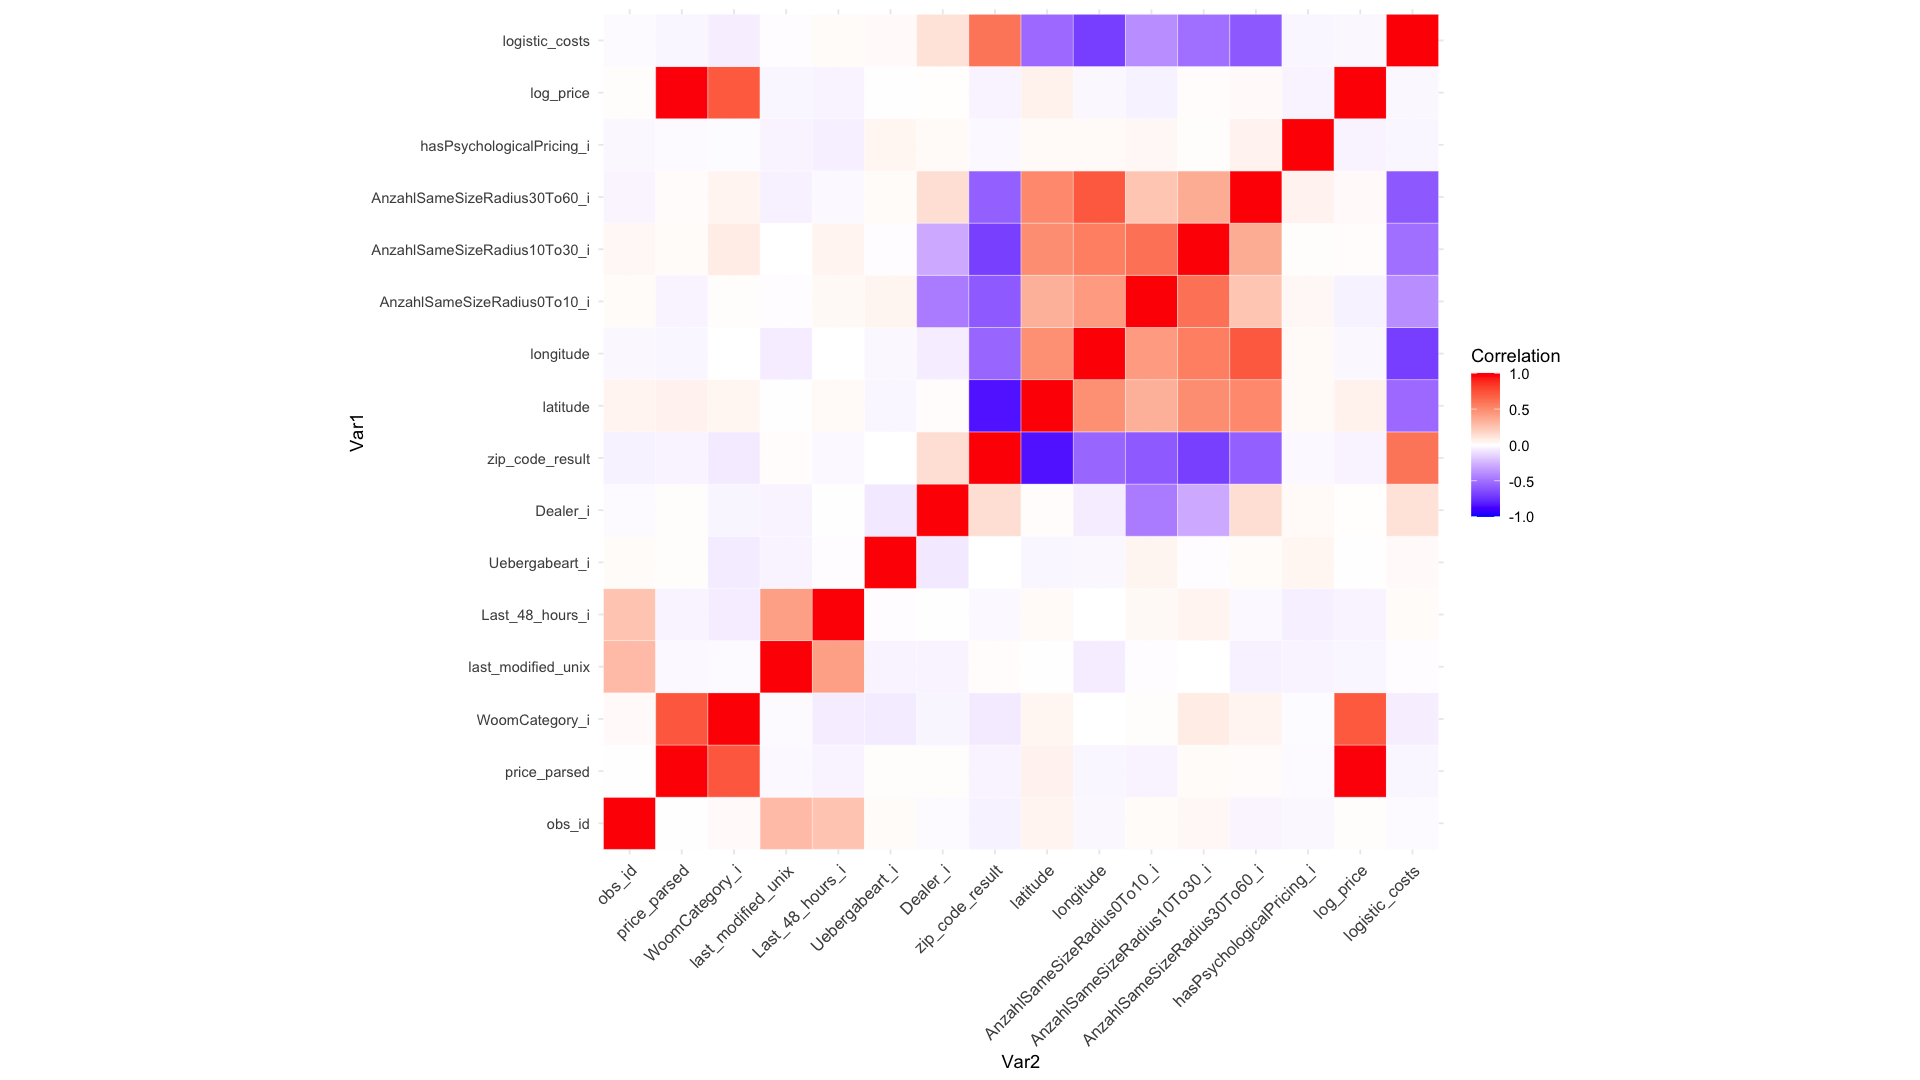 logistic_costs
log_price
hasPsychologicalPricing_i
AnzahlSameSizeRadius30To60_i
AnzahlSameSizeRadius10To30_i
AnzahlSameSizeRadius0To10_i
longitude
latitude
zip_code_result
Dealer_i
Uebergabeart_i
Last_48_hours_i
last_modified_unix
WoomCategory_i
price_parsed
obs_id
Var1
obs_id
price_parsed
WoomCategory_i
last_modified_unix
Last_48_hours_i
Uebergabeart_i
Dealer_i
zip_code_result
latitude
longitude
AnzahlSameSizeRadius0To10_i
AnzahlSameSizeRadius10To30_i
AnzahlSameSizeRadius30To60_i
hasPsychologicalPricing_i
log_price
logistic_costs
Var2
Correlation
1.0
0.5
0.0
-0.5
-1.0